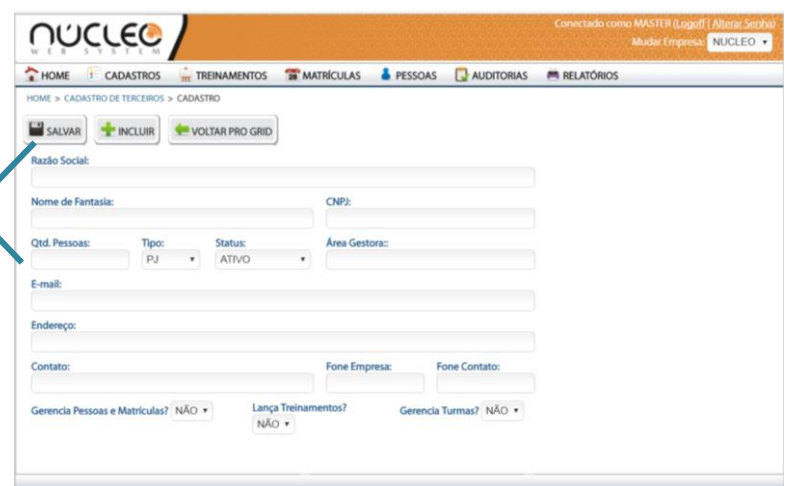 Conectado como MASTER (Logoff | Alterar Senha)
NÚCLEO
WEB SYSTEM
Mudar Empresa: NUCLEO
HOME CADASTROS TREINAMENTOS MATRÍCULAS PESSOAS AUDITORIAS RELATÓRIOS
HOME > CADASTRO DE TERCEIROS > CADASTRO
SALVAR INCLUIR VOLTAR PRO GRID
Razão Social:
Nome de Fantasia: CNPJ:
Qtd. Pessoas: Tipo: Status: Área Gestora::
PJ ATIVO
E-mail:
Endereço:
Contato: Fone Empresa: Fone Contato:
Gerencia Pessoas e Matrículas? NÃO Lança Treinamentos? Gerencia Turmas? NÃO
NÃO